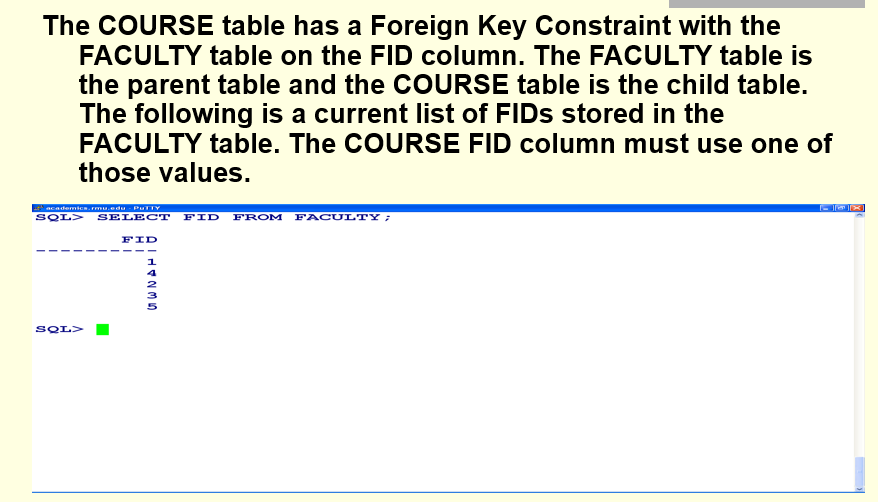 The COURSE table has a Foreign Key Constraint with the
FACULTY table on the FID column. The FACULTY table is
the parent table and the COURSE table is the child table.
The following is a current list of FIDs stored in the
FACULTY table. The COURSE FID column must use one of
those values.
academics.rmu.edu - PuTTY
SQL> SELECT FID FROM FACULTY;
FID
----------
1
4
2
3
5
SQL>